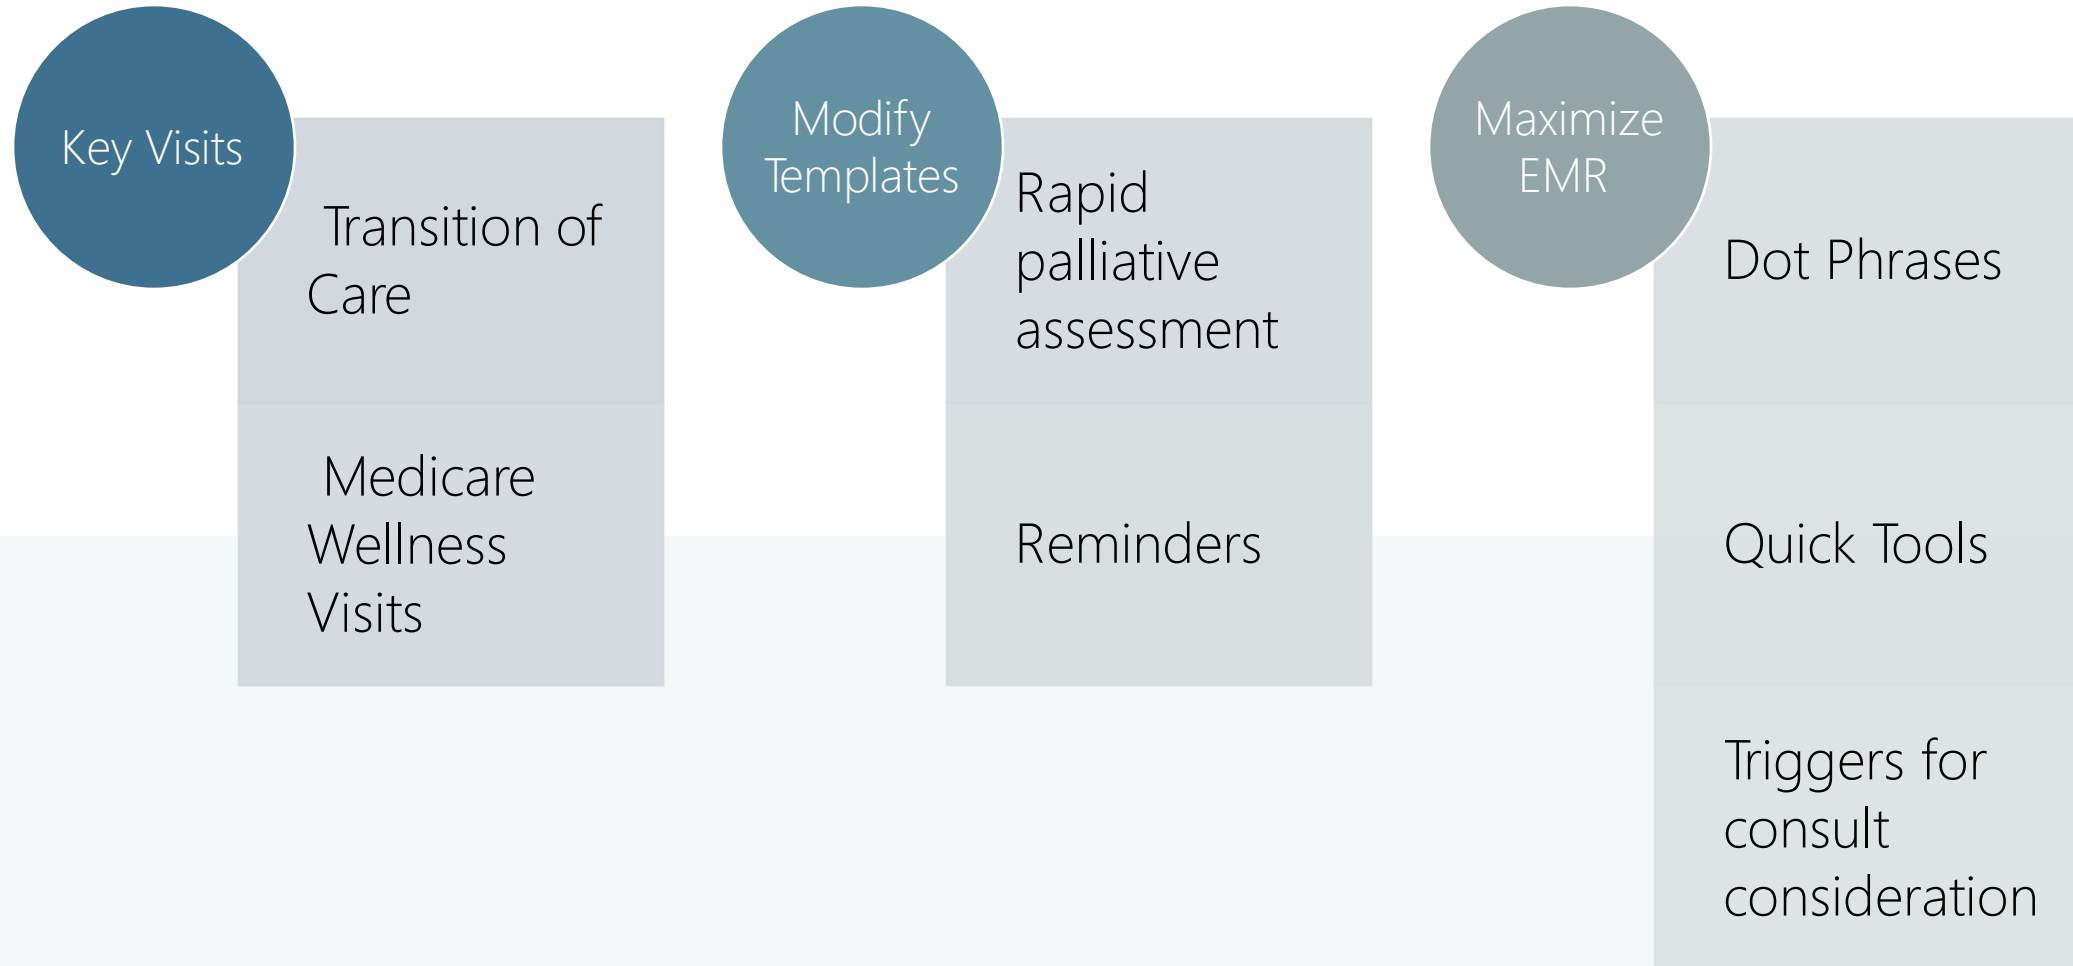 Key Visits
Transition of
Care
Medicare
Wellness
Visits
Modify
Templates
Rapid
palliative
assessment
Reminders
Maximize
EMR
Dot Phrases
Quick Tools
Triggers for
consult
consideration